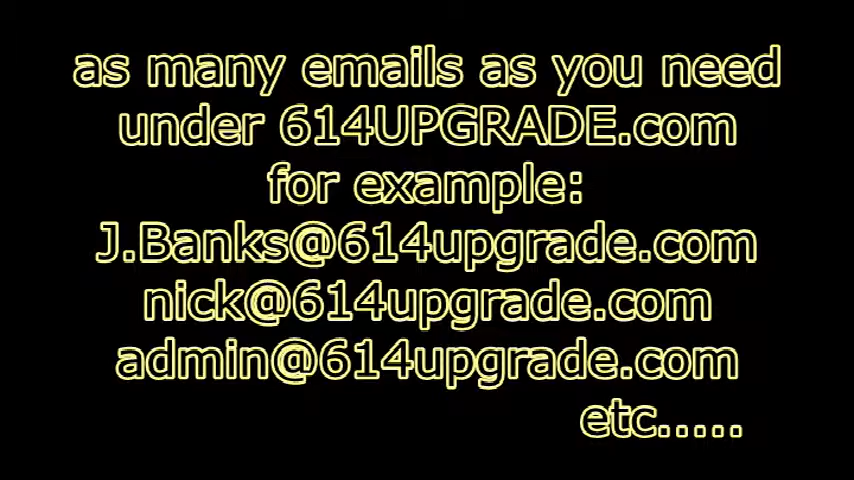 as many emails as you need
under 614UPGRADE.com
for example:
J.Banks@614upgrade.com
nick@614upgrade.com
admin@614upgrade.com
etc.....